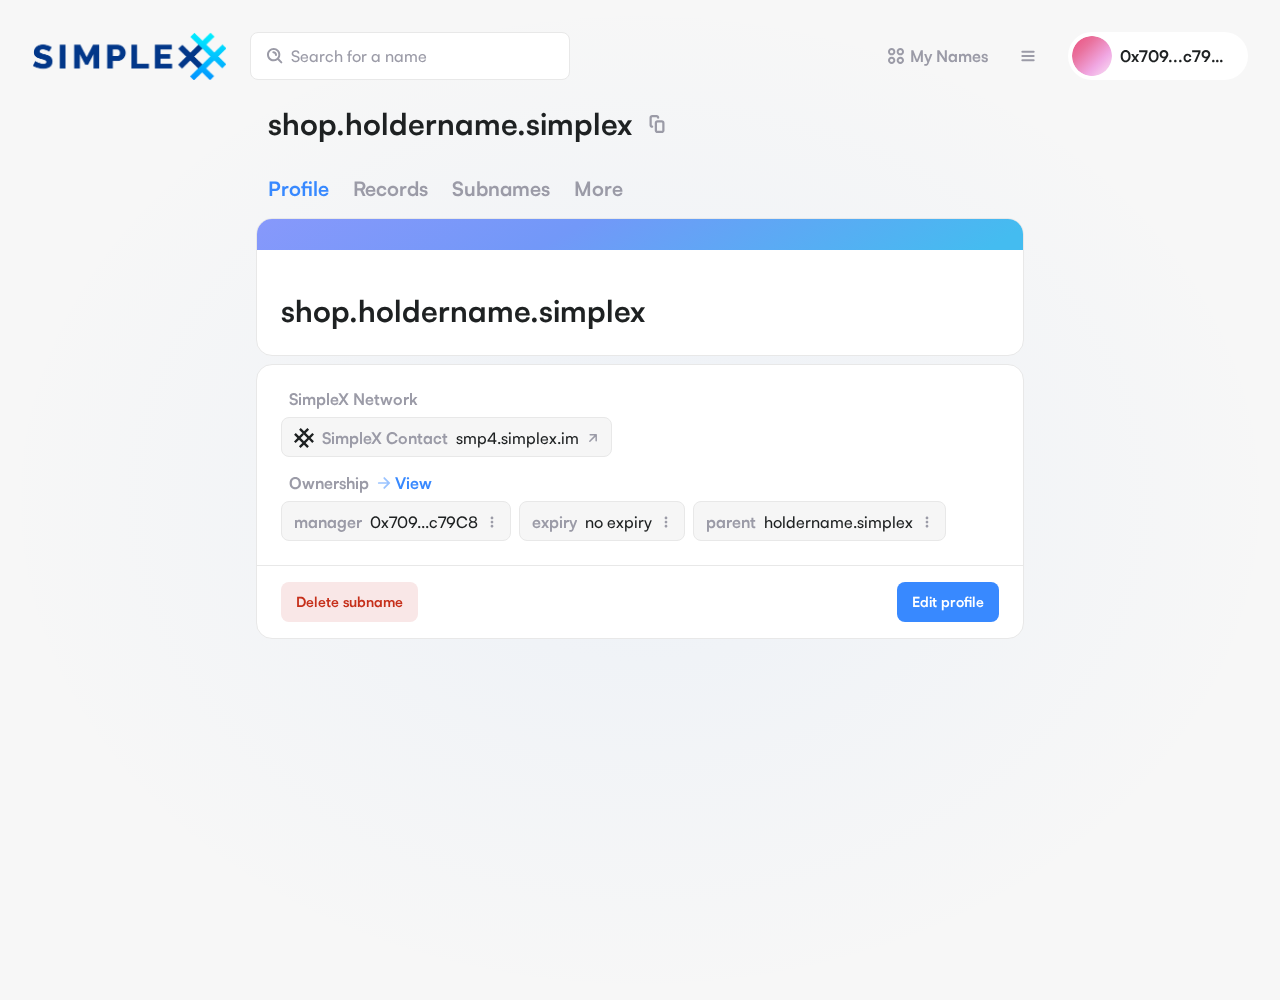 SIMPLEX
Search for a name
My Names
0x709...c79...
shop.holdername.simplex
Profile Records Subnames More
shop.holdername.simplex
SimpleX Network
SimpleX Contact smp4.simplex.im
Ownership View
manager 0x709...c79C8 expiry no expiry parent holdername.simplex
Delete subname Edit profile